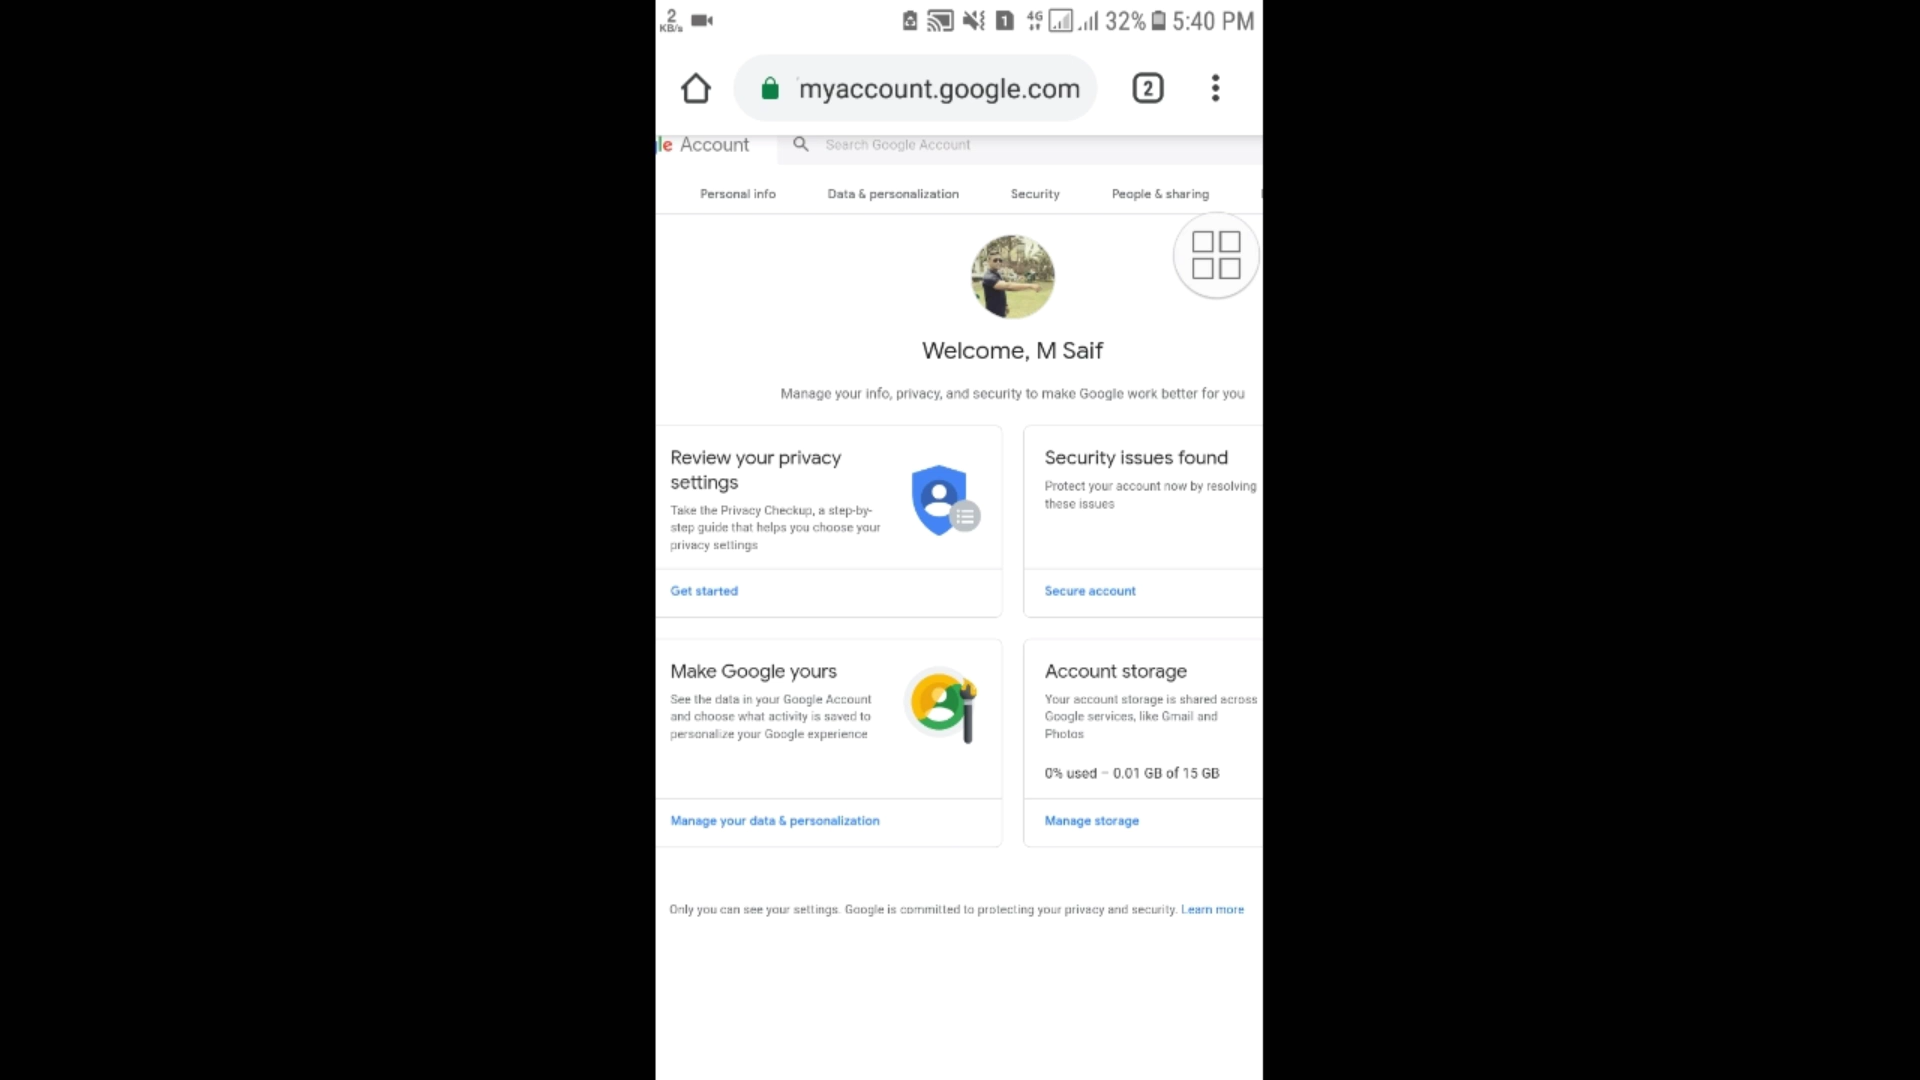 2
KB/s
1
4G
32%
5:40 PM
myaccount.google.com
2
le Account
Search Google Account
Personal info
Data & personalization
Security
People & sharing
Welcome, M Saif
Manage your info, privacy, and security to make Google work better for you
Review your privacy
settings
Take the Privacy Checkup, a step-by-
step guide that helps you choose your
privacy settings
Get started
Security issues found
Protect your account now by resolving
these issues
Secure account
Make Google yours
See the data in your Google Account
and choose what activity is saved to
personalize your Google experience
Manage your data & personalization
Account storage
Your account storage is shared across
Google services, like Gmail and
Photos
0% used – 0.01 GB of 15 GB
Manage storage
Only you can see your settings. Google is committed to protecting your privacy and security. Learn more